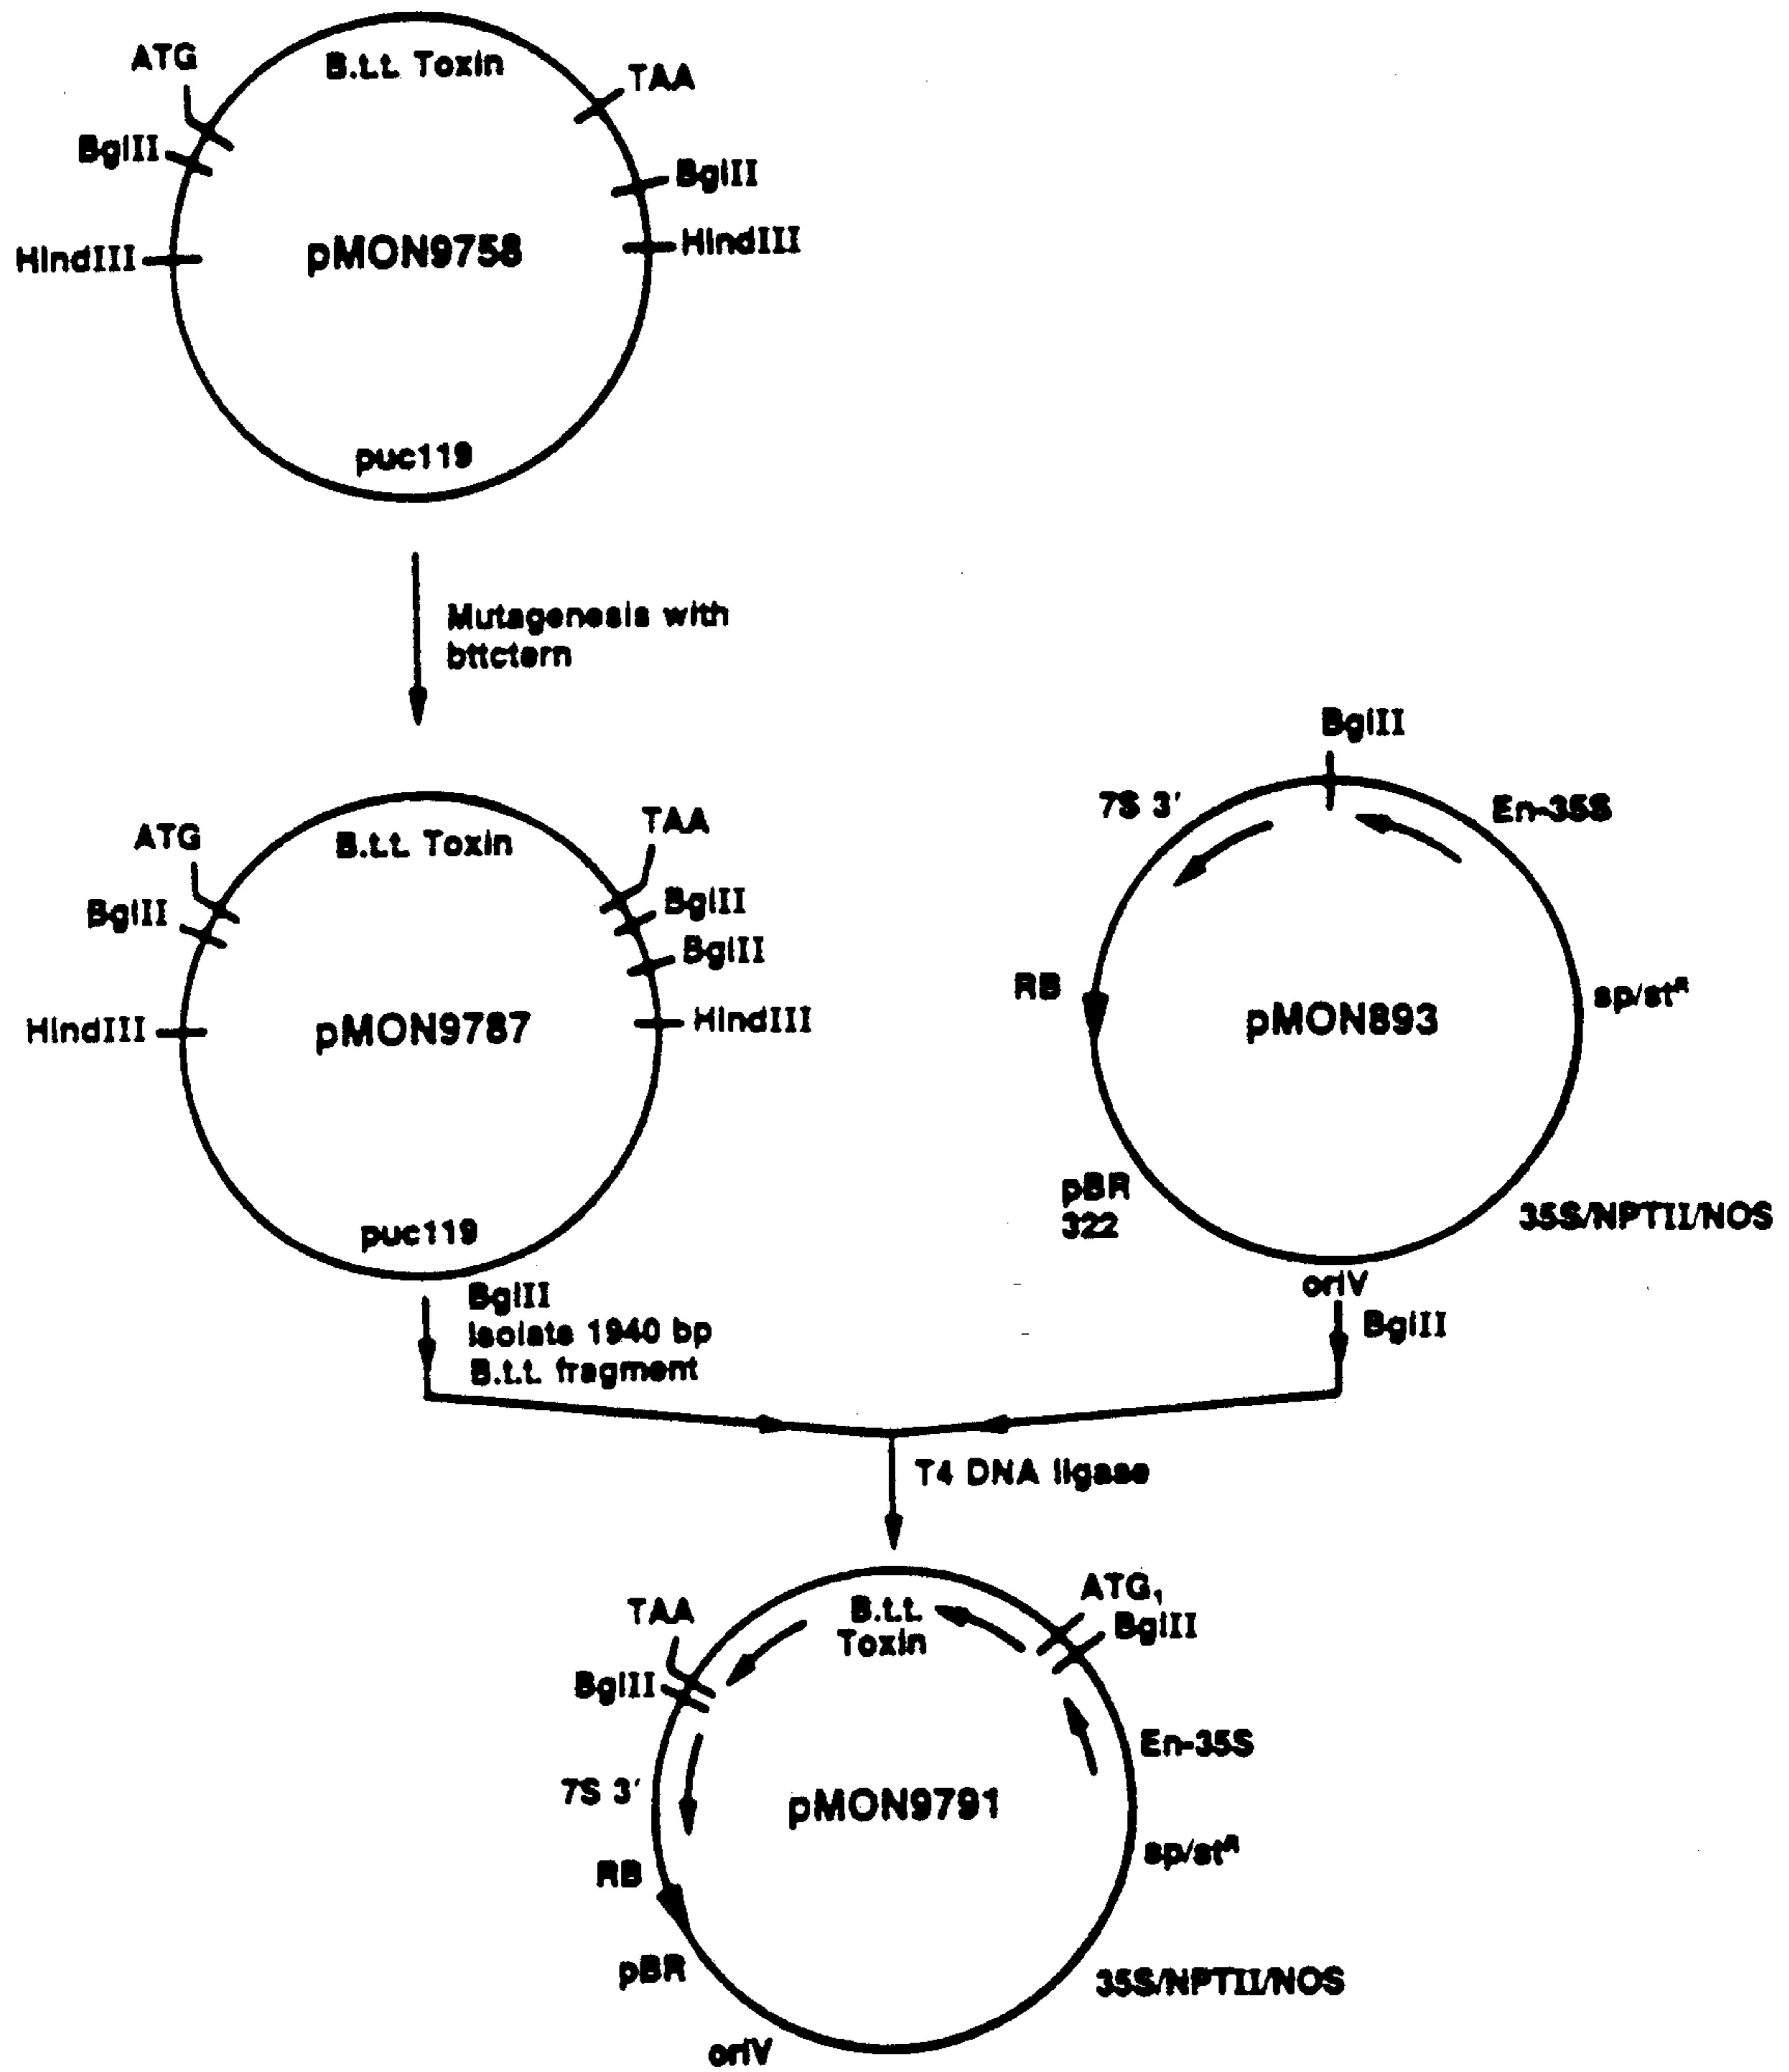 ATG
B.t.t. Toxin
TAA
BglII
BglII
HindIII
pMON9758
HindIII
puc119
Mutagenesis with
bttctern
BglII
7S 3'
En-35S
ATG
B.t.t. Toxin
TAA
BglII
BglII
BglII
RB
sp/stR
HindIII
pMON9787
HindIII
pMON893
pBR
322
35S/NPTII/NOS
puc119
oriV
BglII
Isolate 1940 bp
B.t.t. fragment
BglII
T4 DNA ligase
TAA
B.t.t.
Toxin
ATG,
BglII
BglII
En-35S
7S 3'
pMON9791
sp/stR
RB
pBR
35S/NPTII/NOS
oriV